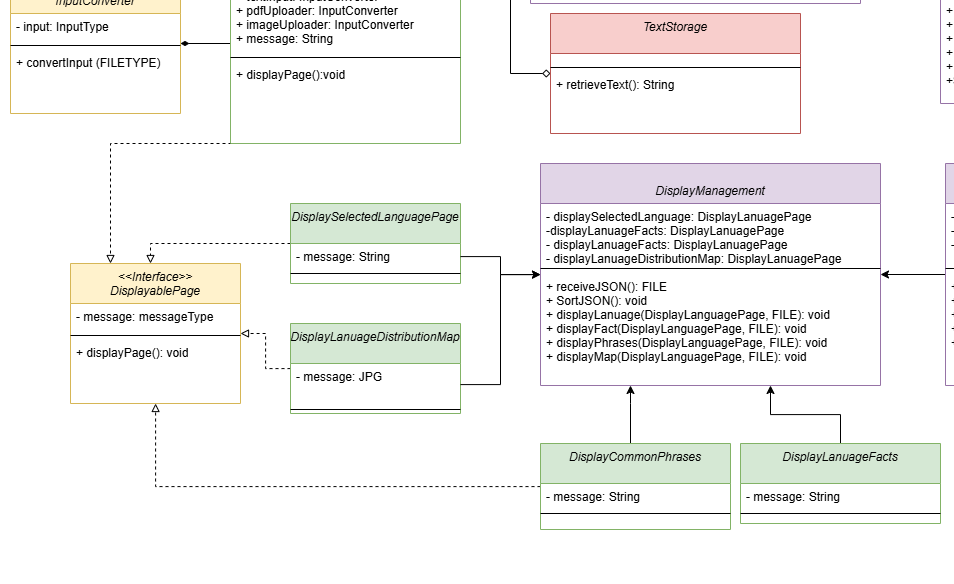 InputConverter
- input: InputType
+ convertInput (FILETYPE)
+ pdfUploader: InputConverter
+ imageUploader: InputConverter
+ message: String
+ displayPage():void
TextStorage
+ retrieveText(): String
DisplaySelectedLanguagePage
- message: String
<<Interface>>
DisplayablePage
- message: messageType
+ displayPage(): void
DisplayLanuageDistributionMap
- message: JPG
DisplayManagement
- displaySelectedLanguage: DisplayLanuagePage
-displayLanuageFacts: DisplayLanuagePage
- displayLanuageFacts: DisplayLanuagePage
- displayLanuageDistributionMap: DisplayLanuagePage
+ receiveJSON(): FILE
+ SortJSON(): void
+ displayLanuage(DisplayLanguagePage, FILE): void
+ displayFact(DisplayLanguagePage, FILE): void
+ displayPhrases(DisplayLanguagePage, FILE): void
+ displayMap(DisplayLanguagePage, FILE): void
DisplayCommonPhrases
- message: String
DisplayLanuageFacts
- message: String